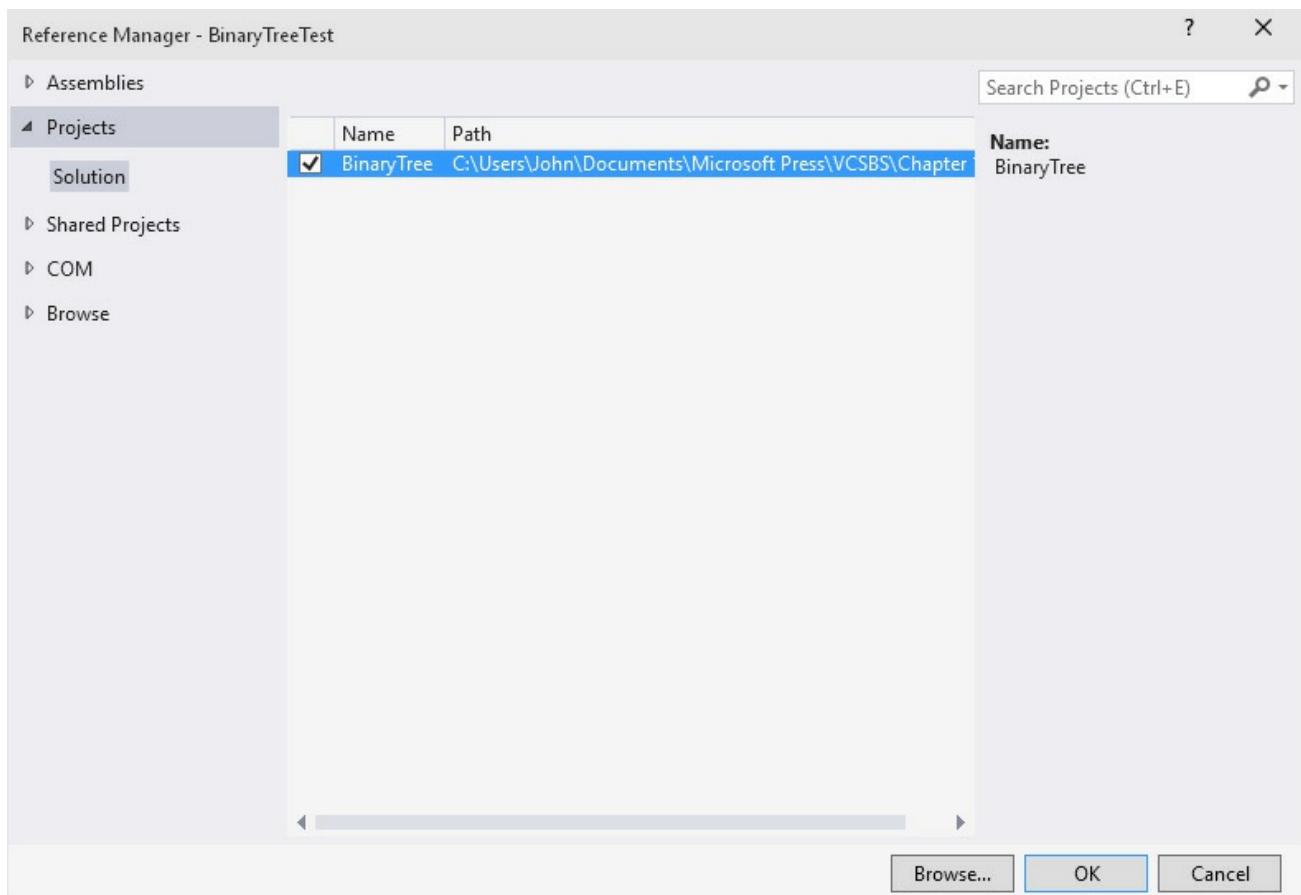 Reference Manager - BinaryTreeTest
?
Assemblies
Search Projects (Ctrl+E)
Projects
Name Path
Name:
BinaryTree C:\Users\John\Documents\Microsoft Press\VCSBS\Chapter
BinaryTree
Solution
Shared Projects
COM
Browse
Browse...
OK
Cancel